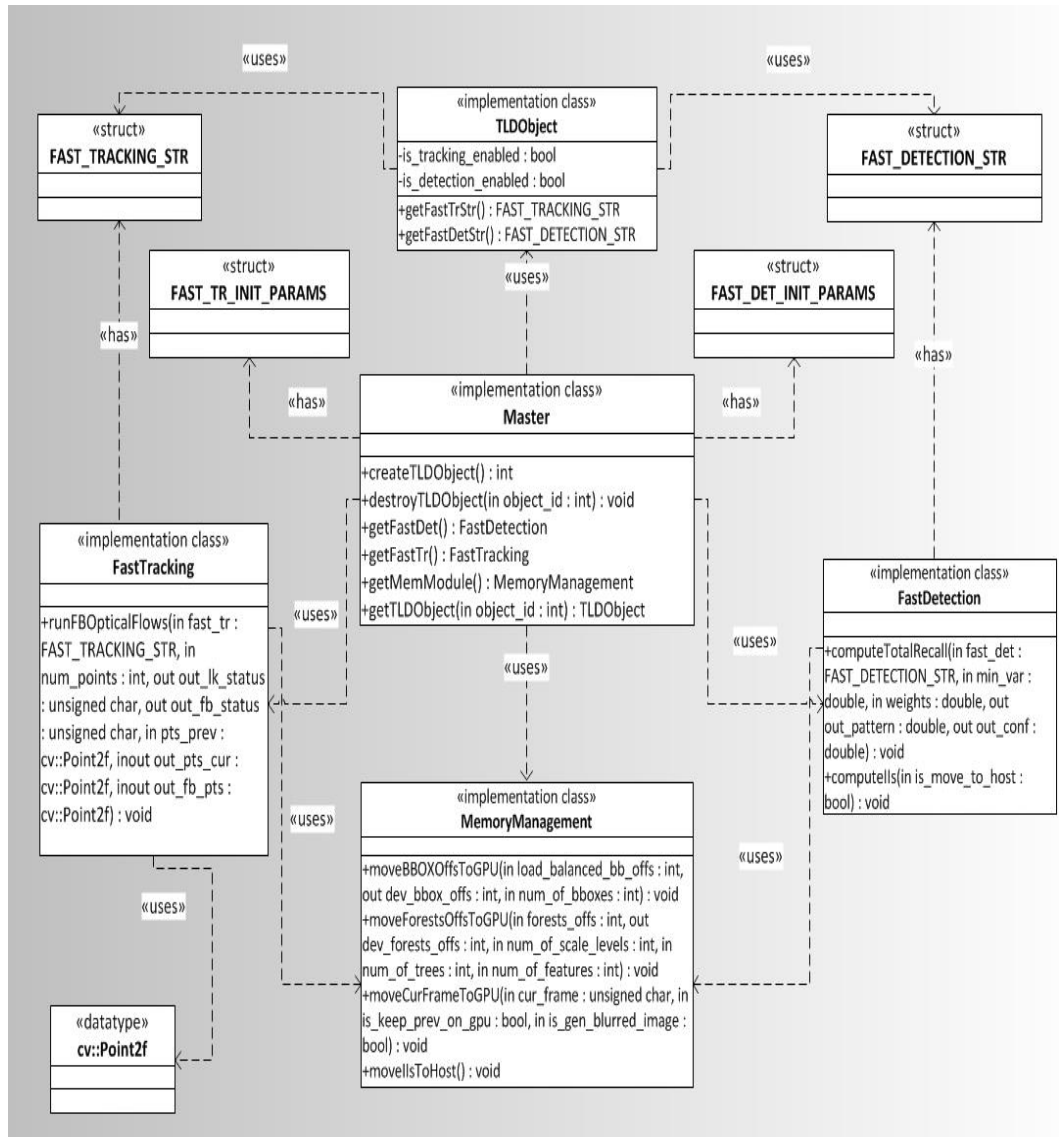 «uses»
«uses»
«implementation class»
TLDObject
-is_tracking_enabled : bool
-is_detection_enabled : bool
+getFastTrStr() : FAST_TRACKING_STR
+getFastDetStr() : FAST_DETECTION_STR
«struct»
FAST_TRACKING_STR
«struct»
FAST_DETECTION_STR
«struct»
FAST_TR_INIT_PARAMS
«uses»
«struct»
FAST_DET_INIT_PARAMS
«has»
«has»
«has»
«has»
«implementation class»
Master
+createTLDObject() : int
+destroyTLDObject(in object_id : int) : void
+getFastDet() : FastDetection
+getFastTr() : FastTracking
+getMemModule() : MemoryManagement
+getTLDObject(in object_id : int) : TLDObject
«implementation class»
FastTracking
+runFBOpticalFlows(in fast_tr :
FAST_TRACKING_STR, in
num_points : int, out out_lk_status
: unsigned char, out out_fb_status
: unsigned char, in pts_prev :
cv::Point2f, inout out_pts_cur :
cv::Point2f, inout out_fb_pts :
cv::Point2f) : void
«implementation class»
FastDetection
+computeTotalRecall(in fast_det :
FAST_DETECTION_STR, in min_var :
double, in weights : double, out
out_pattern : double, out out_conf :
double) : void
+computeIIs(in is_move_to_host :
bool) : void
«uses»
«uses»
«uses»
«uses»
«uses»
«uses»
«implementation class»
MemoryManagement
+moveBBOXOffsToGPU(in load_balanced_bb_offs : int,
out dev_bbox_offs : int, in num_of_bboxes : int) : void
+moveForestsOffsToGPU(in forests_offs : int, out
dev_forests_offs : int, in num_of_scale_levels : int, in
num_of_trees : int, in num_of_features : int) : void
+moveCurFrameToGPU(in cur_frame : unsigned char, in
is_keep_prev_on_gpu : bool, in is_gen_blurred_image :
bool) : void
+moveIIsToHost() : void
«datatype»
cv::Point2f